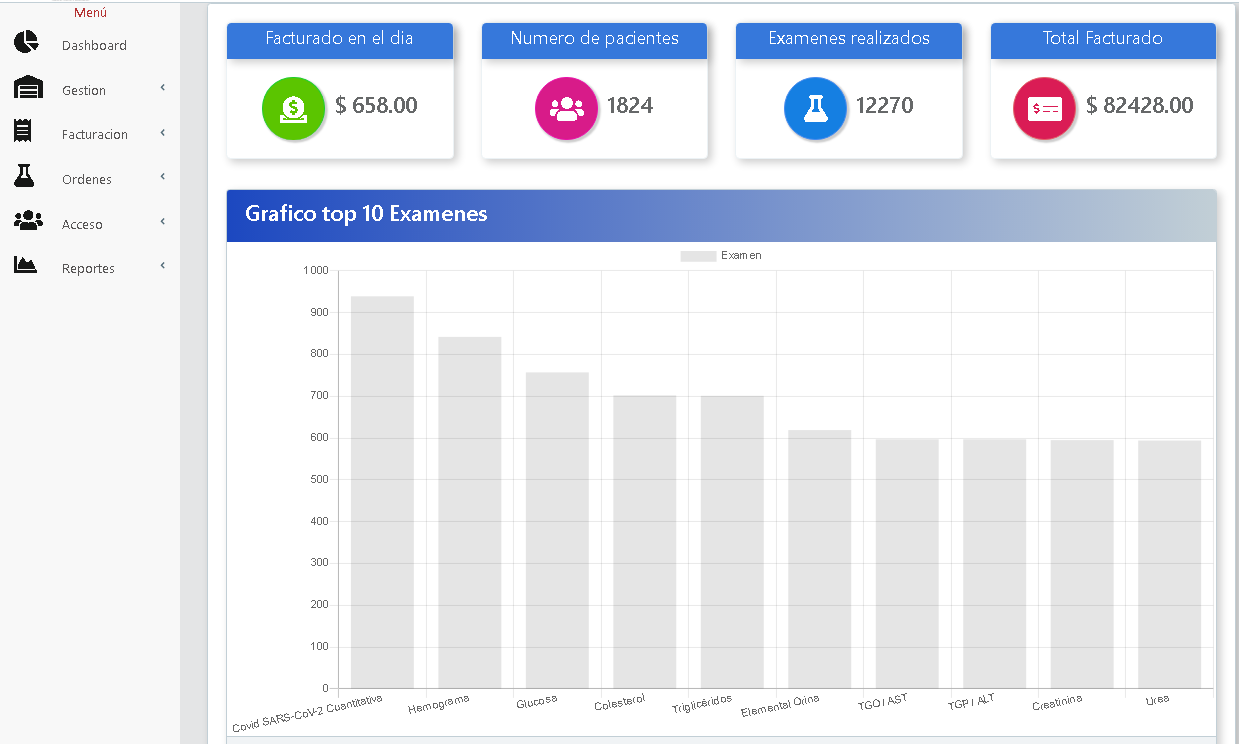 Menú
Dashboard
Gestion
Facturacion
Ordenes
Acceso
Reportes
Facturado en el dia
$ 658.00
Numero de pacientes
1824
Examenes realizados
12270
Total Facturado
$ 82428.00
Grafico top 10 Examenes
Examen
1000
900
800
700
600
500
400
300
200
100
0
Covid SARS-CoV-2 Cuantitativa
Hemograma
Glucosa
Colesterol
Triglicéridos
Elemental Orina
TGO / AST
TGP / ALT
Creatinina
Urea